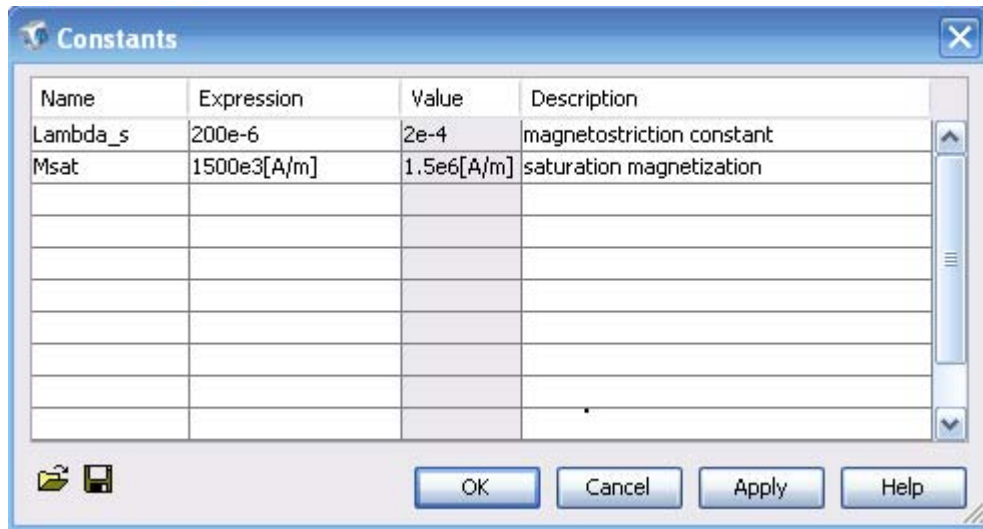 Constants
Name Expression Value Description
Lambda_s 200e-6 2e-4 magnetostriction constant
Msat 1500e3[A/m] 1.5e6[A/m] saturation magnetization
OK Cancel Apply Help